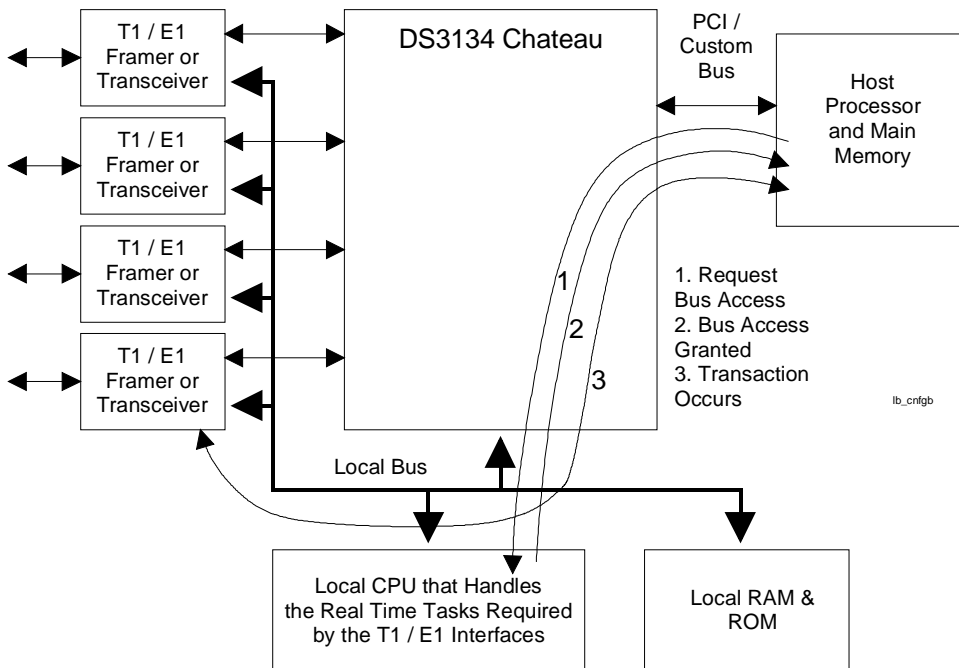 T1 / E1
Framer or
Transceiver
T1 / E1
Framer or
Transceiver
T1 / E1
Framer or
Transceiver
T1 / E1
Framer or
Transceiver
DS3134 Chateau
PCI /
Custom
Bus
Host
Processor
and Main
Memory
1
2
3
1. Request
Bus Access
2. Bus Access
Granted
3. Transaction
Occurs
lb_cnfgb
Local Bus
Local CPU that Handles
the Real Time Tasks Required
by the T1 / E1 Interfaces
Local RAM &
ROM